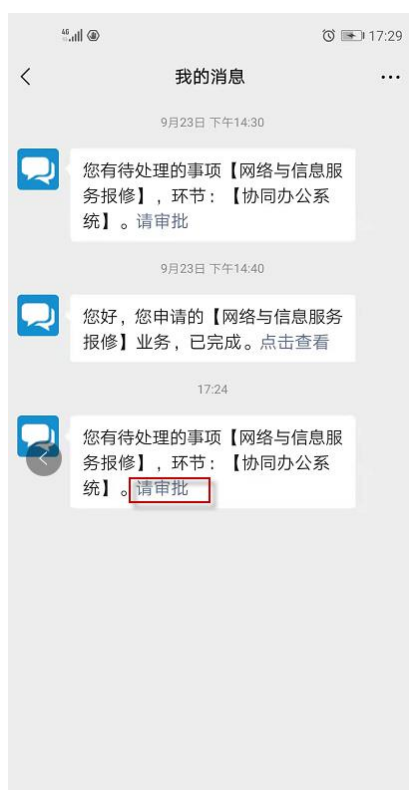 46 17:29
我的消息
9月23日 下午14:30
您有待处理的事项【网络与信息服
务报修】，环节：【协同办公系
统】。请审批
9月23日 下午14:40
您好，您申请的【网络与信息服务
报修】业务，已完成。点击查看
17:24
您有待处理的事项【网络与信息服
务报修】，环节：【协同办公系
统】。请审批